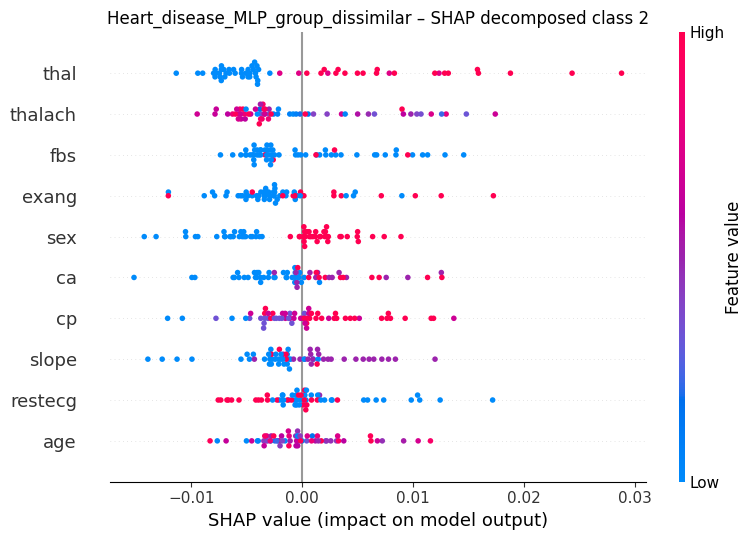 Heart_disease_MLP_group_dissimilar – SHAP decomposed class 2
High
thal
thalach
fbs
exang
sex
ca
cp
slope
restecg
age
Feature value
Low
−0.01
0.00
0.01
0.02
0.03
SHAP value (impact on model output)